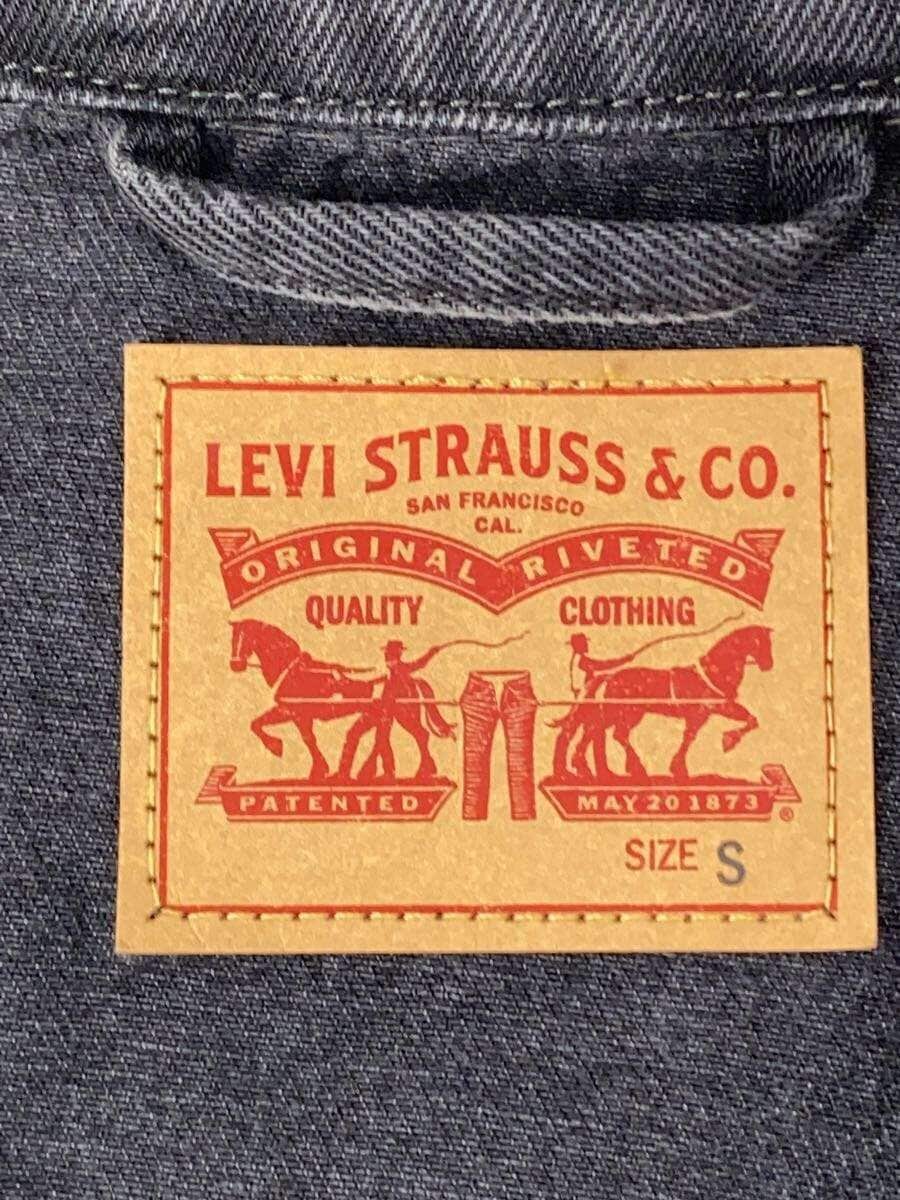 LEVI STRAUSS & CO.
SAN FRANCISCO
CAL.
ORIGINAL RIVETED
QUALITY CLOTHING
PATENTED MAY 20 1873 ®
SIZE S